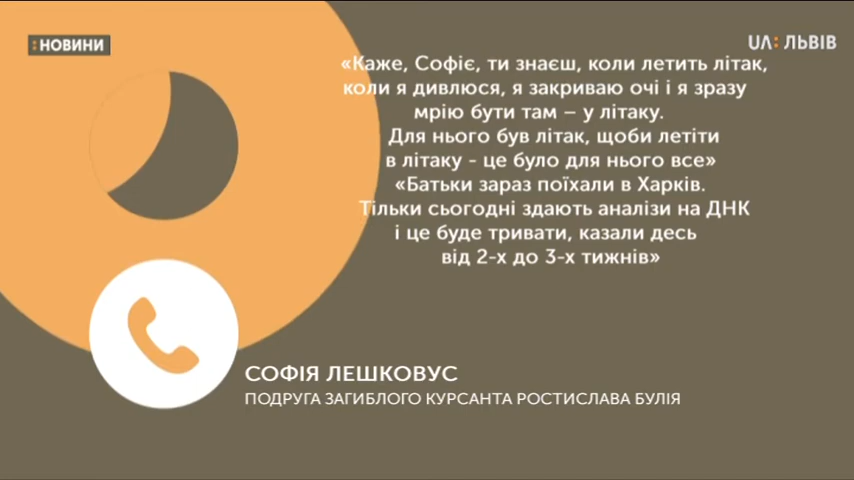 :НОВИНИ
UA: ЛЬВІВ
«Каже, Софіє, ти знаєш, коли летить літак,
коли я дивлюся, я закриваю очі і я зразу
мрію бути там – у літаку.
Для нього був літак, щоби летіти
в літаку - це було для нього все»
«Батьки зараз поїхали в Харків.
Тільки сьогодні здають аналізи на ДНК
і це буде тривати, казали десь
від 2-х до 3-х тижнів»
СОФІЯ ЛЕШКОВУС
ПОДРУГА ЗАГИБЛОГО КУРСАНТА РОСТИСЛАВА БУЛІЯ